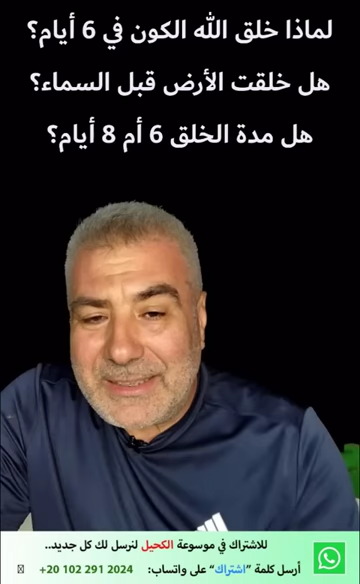 لماذا خلق الله الكون في 6 أيام؟
هل خلقت الأرض قبل السماء؟
هل مدة الخلق 6 أم 8 أيام؟
للاشتراك في موسوعة الكحيل لنرسل لك كل جديد..
أرسل كلمة “اشتراك” على واتساب: +20 102 291 2024